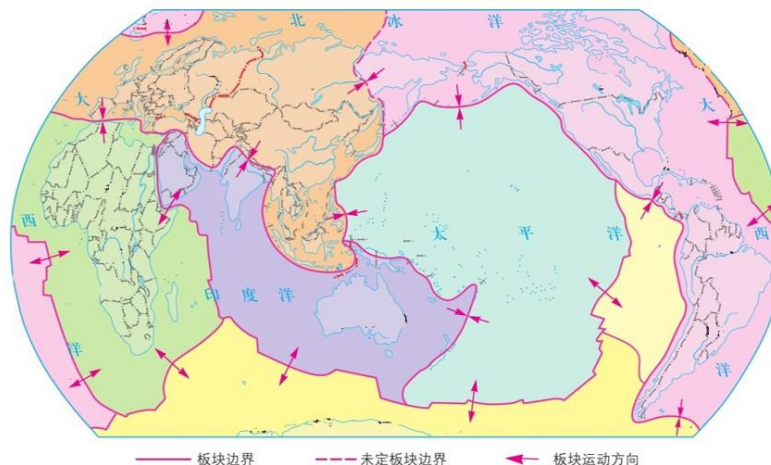 北 冰 洋
大
大
西
太 平 洋
西
印 度 洋
洋
洋
板块边界
未定板块边界
板块运动方向